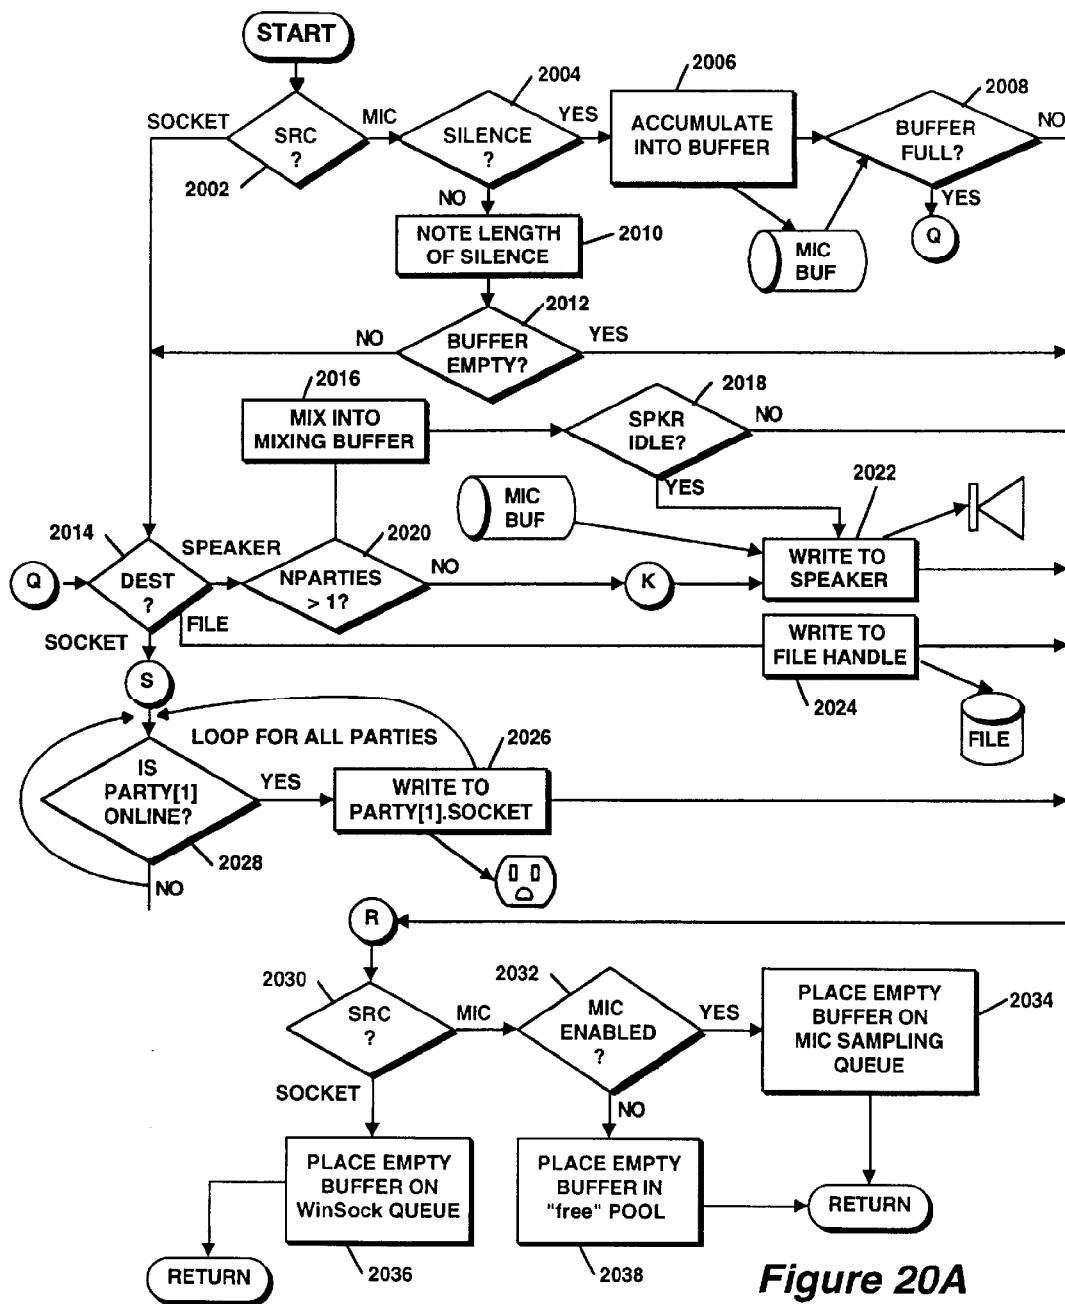 START
2004
2006
2008
SOCKET
SRC
?
MIC
SILENCE
?
YES
ACCUMULATE
INTO BUFFER
BUFFER
FULL?
NO
2002
NO
YES
NOTE LENGTH
OF SILENCE
2010
MIC
BUF
Q
2012
NO
BUFFER
EMPTY?
YES
2016
2018
MIX INTO
MIXING BUFFER
SPKR
IDLE?
NO
YES
2022
MIC
BUF
2014
SPEAKER
2020
Q
DEST
?
NPARTIES
> 1?
NO
K
WRITE TO
SPEAKER
SOCKET
FILE
WRITE TO
FILE HANDLE
S
2024
FILE
LOOP FOR ALL PARTIES
2026
IS
PARTY[1]
ONLINE?
YES
WRITE TO
PARTY[1].SOCKET
2028
NO
R
2030
2032
SRC
?
MIC
MIC
ENABLED
?
YES
PLACE EMPTY
BUFFER ON
MIC SAMPLING
QUEUE
2034
SOCKET
NO
PLACE EMPTY
BUFFER ON
WinSock QUEUE
PLACE EMPTY
BUFFER IN
"free" POOL
RETURN
RETURN
2036
2038
Figure 20A